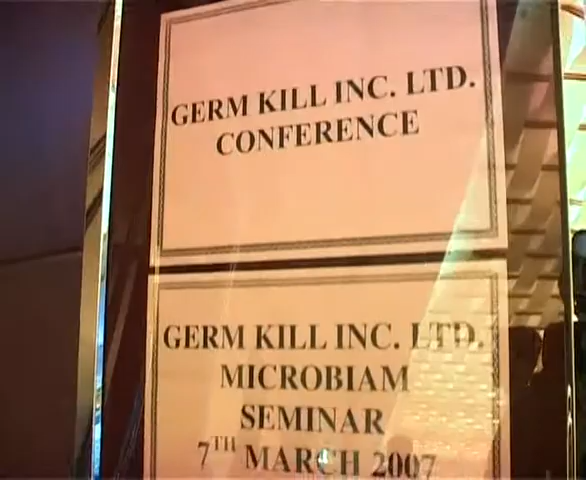 GERM KILL INC. LTD.
CONFERENCE
GERM KILL INC. LTD.
MICROBIAM
SEMINAR
7TH MARCH 2007